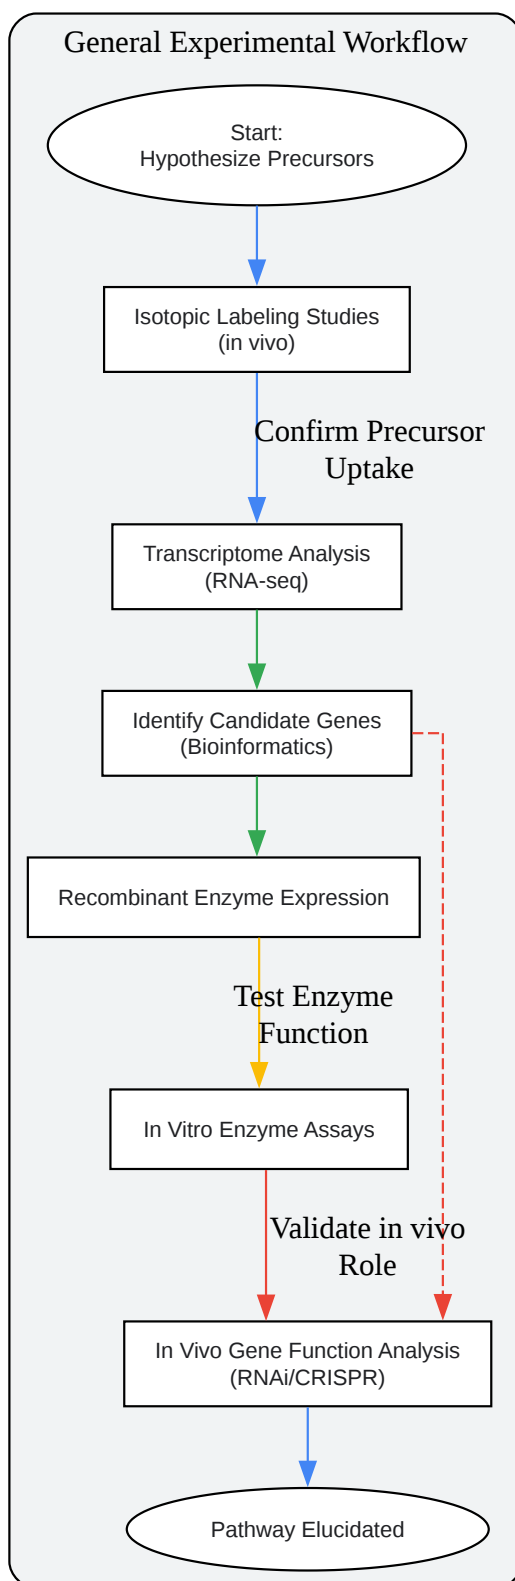 General Experimental Workflow
Start:
Hypothesize Precursors
Isotopic Labeling Studies
(in vivo)
Confirm Precursor
Uptake
Transcriptome Analysis
(RNA-seq)
Identify Candidate Genes
(Bioinformatics)
Recombinant Enzyme Expression
Test Enzyme
Function
In Vitro Enzyme Assays
Validate in vivo
Role
In Vivo Gene Function Analysis
(RNAi/CRISPR)
Pathway Elucidated